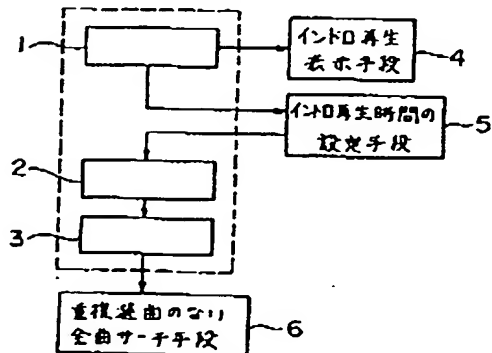 1
イントロ再生
表示手段
4
イントロ再生時間の
設定手段
5
2
3
重複選曲のない
全曲サーチ手段
6